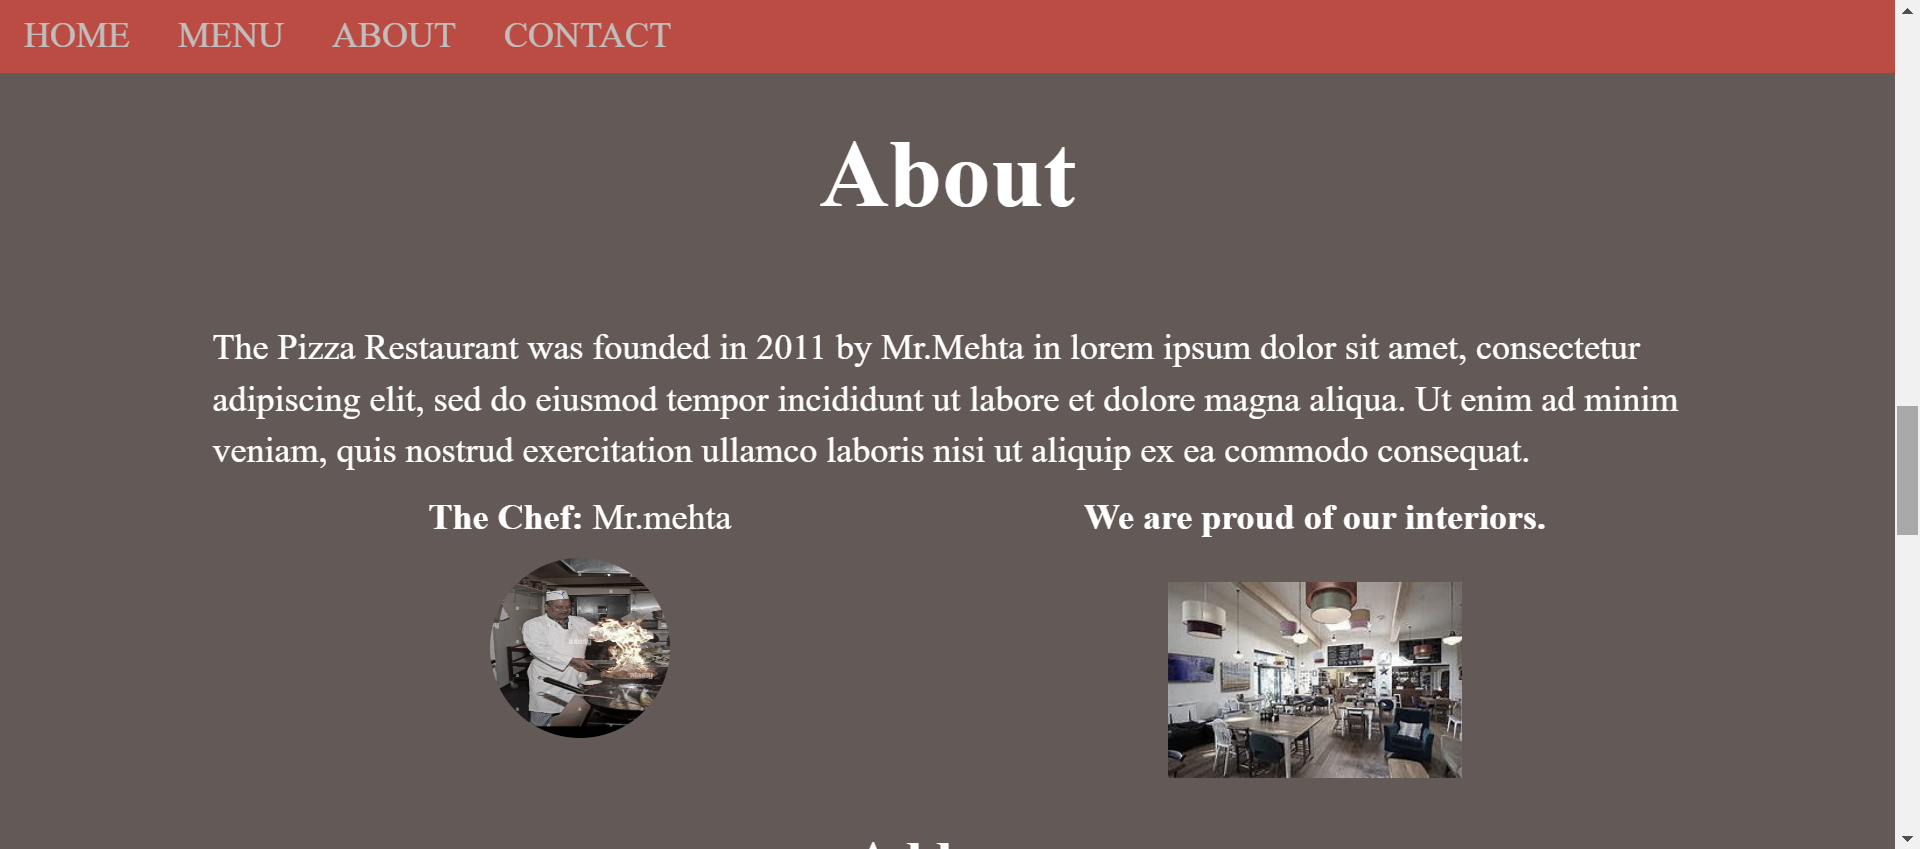 HOME MENU ABOUT CONTACT
About
The Pizza Restaurant was founded in 2011 by Mr.Mehta in lorem ipsum dolor sit amet, consectetur
adipiscing elit, sed do eiusmod tempor incididunt ut labore et dolore magna aliqua. Ut enim ad minim
veniam, quis nostrud exercitation ullamco laboris nisi ut aliquip ex ea commodo consequat.
The Chef: Mr.mehta
We are proud of our interiors.